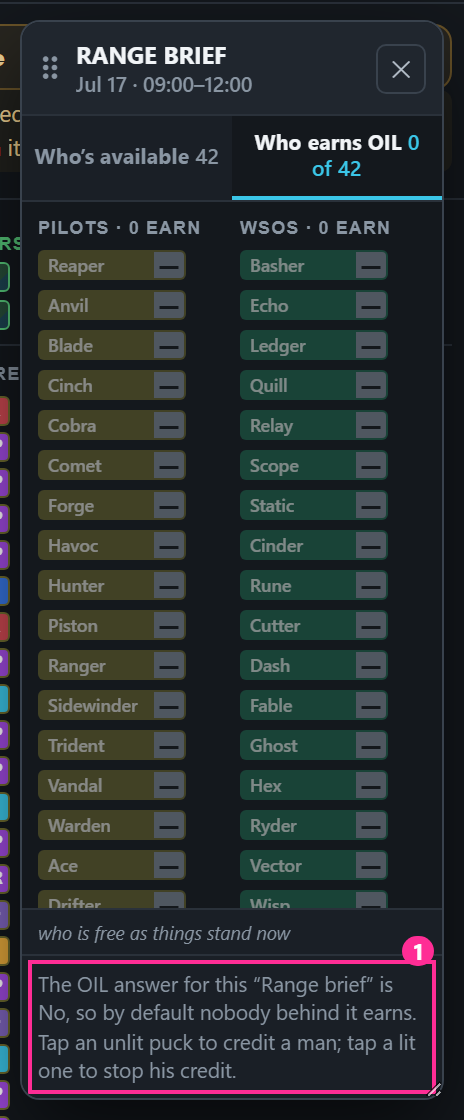 RANGE BRIEF
Jul 17 · 09:00–12:00
Who's available 42
Who earns OIL 0
of 42
PILOTS · 0 EARN
WSOS · 0 EARN
Reaper —
Basher —
Anvil —
Echo —
Blade —
Ledger —
Cinch —
Quill —
Cobra —
Relay —
Comet —
Scope —
Forge —
Static —
Havoc —
Cinder —
Hunter —
Rune —
Piston —
Cutter —
Ranger —
Dash —
Sidewinder —
Fable —
Trident —
Ghost —
Vandal —
Hex —
Warden —
Ryder —
Ace —
Vector —
Drifter —
Wisp —
who is free as things stand now
1
The OIL answer for this “Range brief” is
No, so by default nobody behind it earns.
Tap an unlit puck to credit a man; tap a lit
one to stop his credit.